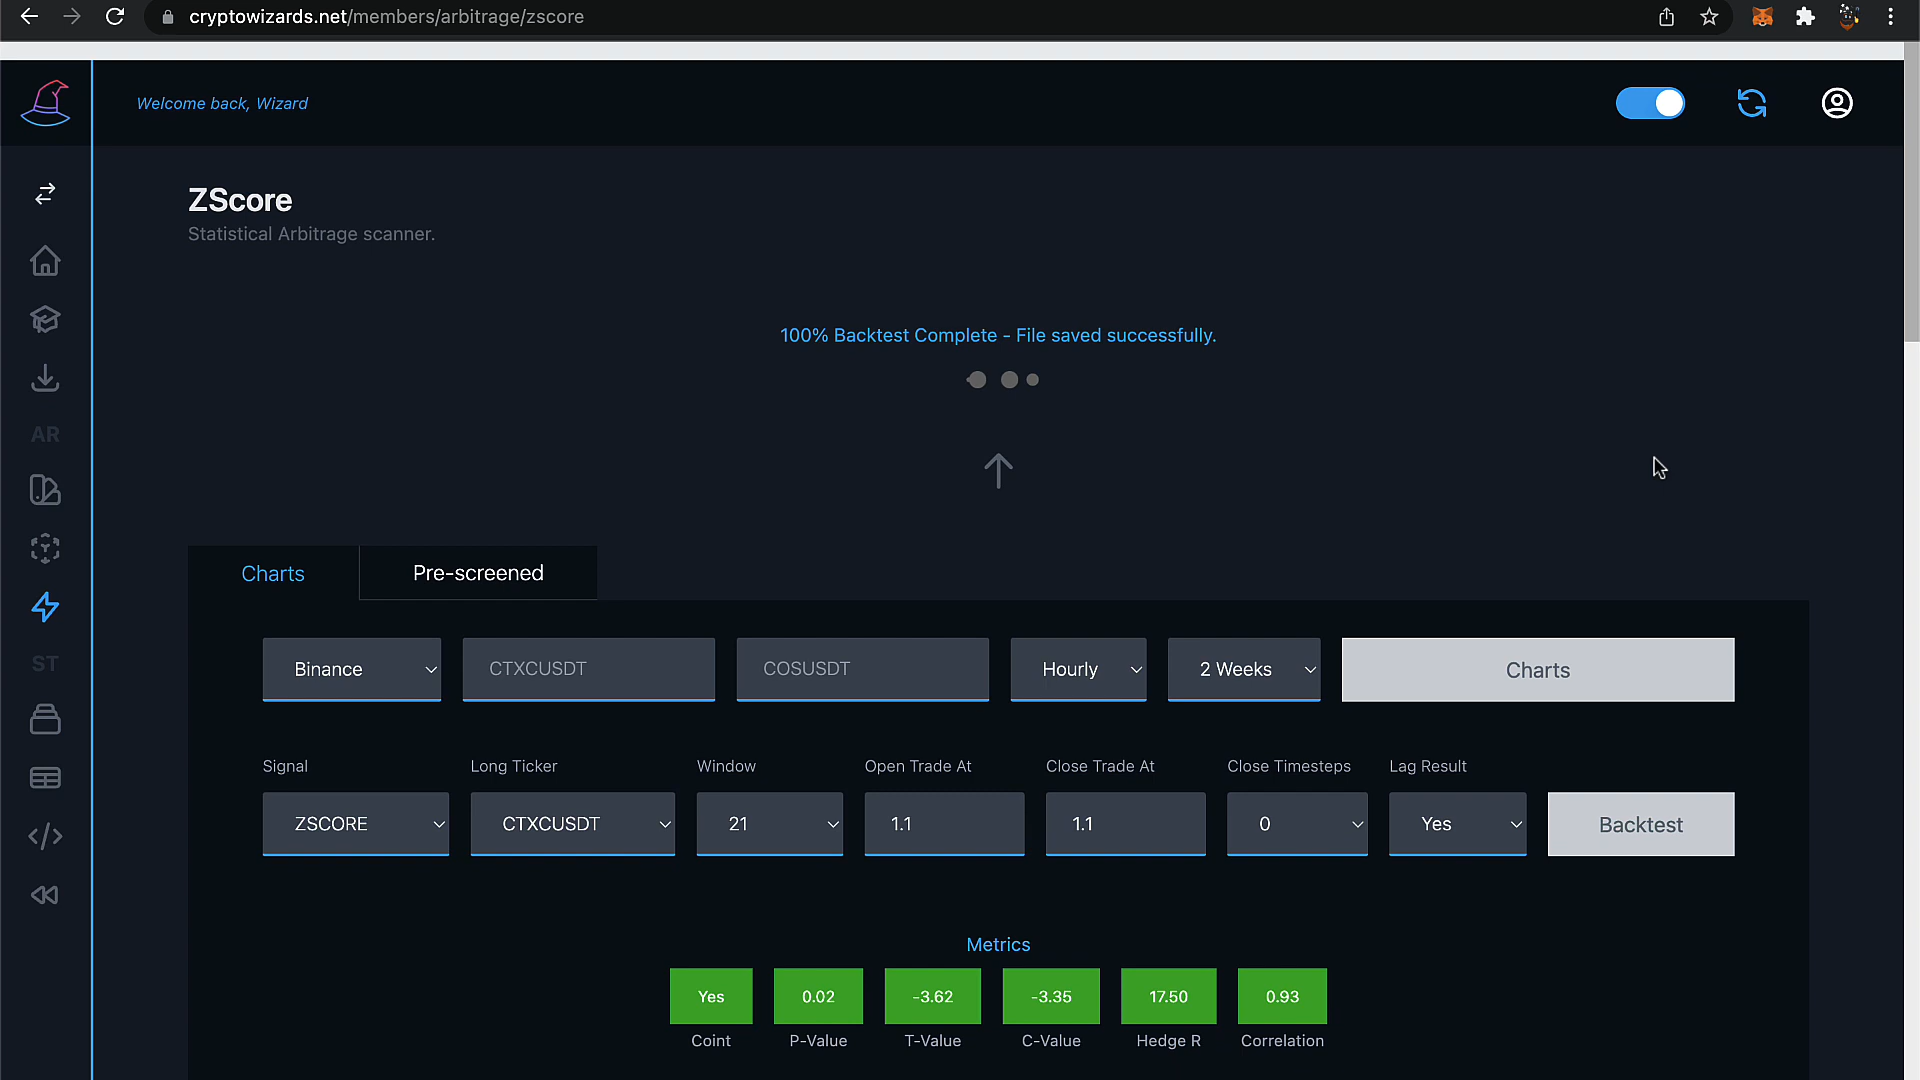 cryptowizards.net/members/arbitrage/zscore
Welcome back, Wizard
ZScore
Statistical Arbitrage scanner.
100% Backtest Complete - File saved successfully.
AR
ST
Charts
Pre-screened
Binance
CTXCUSDT
COSUSDT
Hourly
2 Weeks
Charts
Signal
Long Ticker
Window
Open Trade At
Close Trade At
Close Timesteps
Lag Result
ZSCORE
CTXCUSDT
21
1.1
1.1
0
Yes
Backtest
Metrics
Yes
0.02
-3.62
-3.35
17.50
0.93
Coint
P-Value
T-Value
C-Value
Hedge R
Correlation